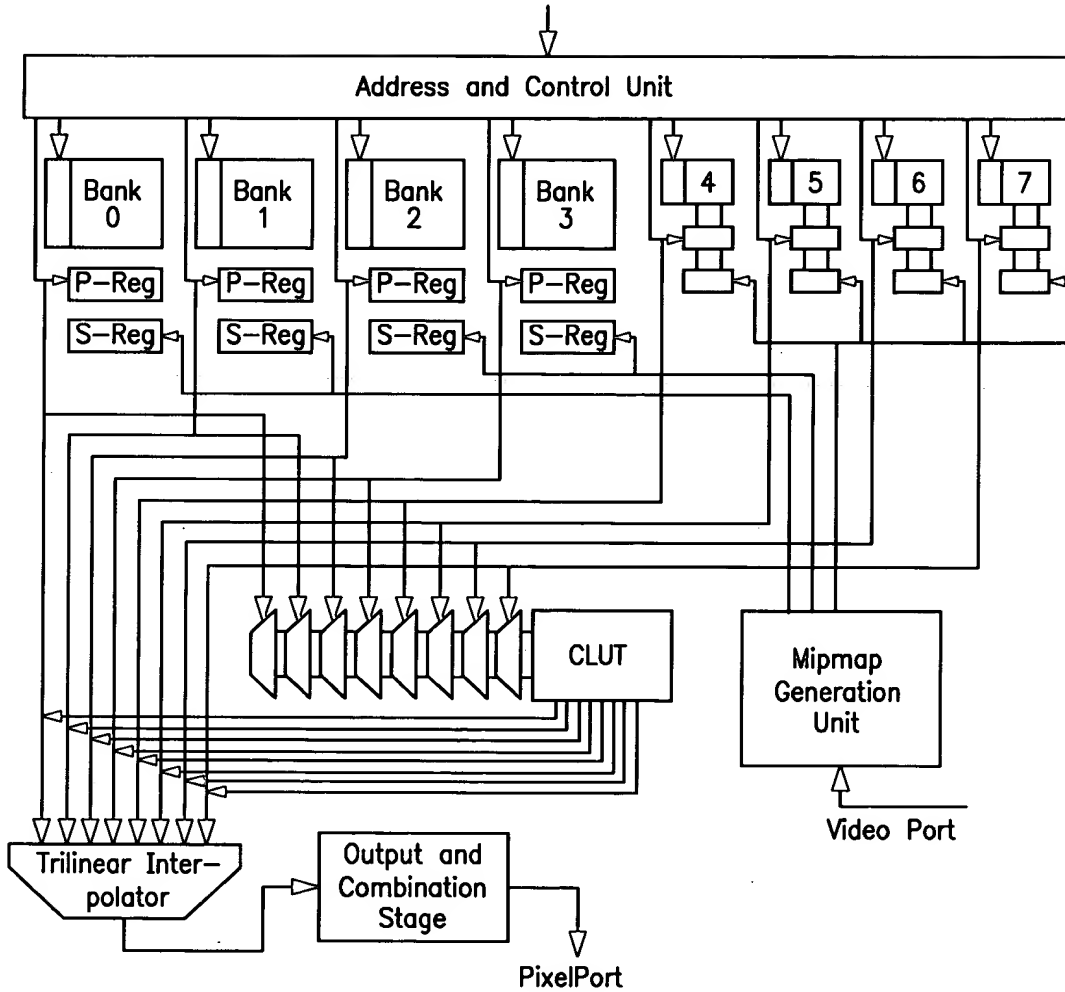 Address and Control Unit
Bank 0
Bank 1
Bank 2
Bank 3
4
5
6
7
P-Reg
P-Reg
P-Reg
P-Reg
S-Reg
S-Reg
S-Reg
S-Reg
CLUT
Mipmap
Generation
Unit
Video Port
Trilinear Inter-
polator
Output and
Combination
Stage
PixelPort